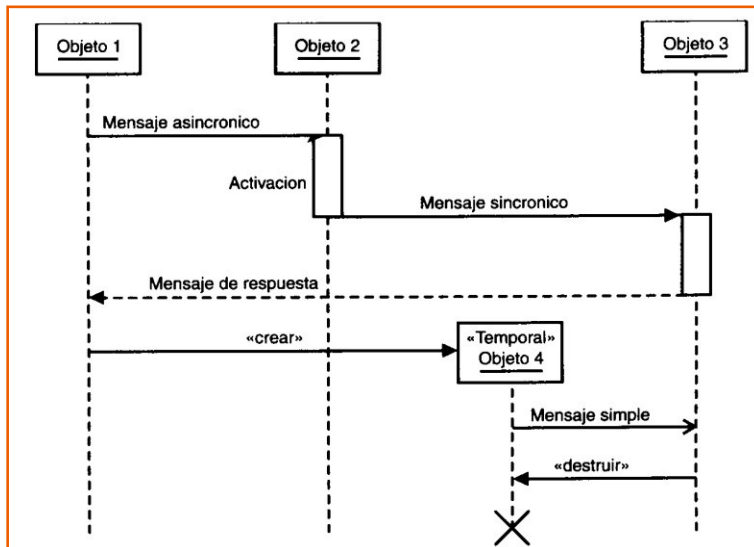 Objeto 1
Objeto 2
Objeto 3
Mensaje asincronico
Activacion
Mensaje sincronico
Mensaje de respuesta
«crear»
«Temporal»
Objeto 4
Mensaje simple
«destruir»